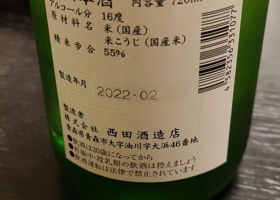 内容量 720ml
アルコール分 16度
原材料名 米（国産）
米こうじ（国産米）
精米歩合 55%
製造年月
2022.02
製造者
株式会社 西田酒造店
青森県青森市大字油川字大浜46番地
●飲酒は20歳になってから
●妊娠中・授乳期の飲酒は控えましょう
●飲酒運転は法律で禁止されています
4 582356 331077